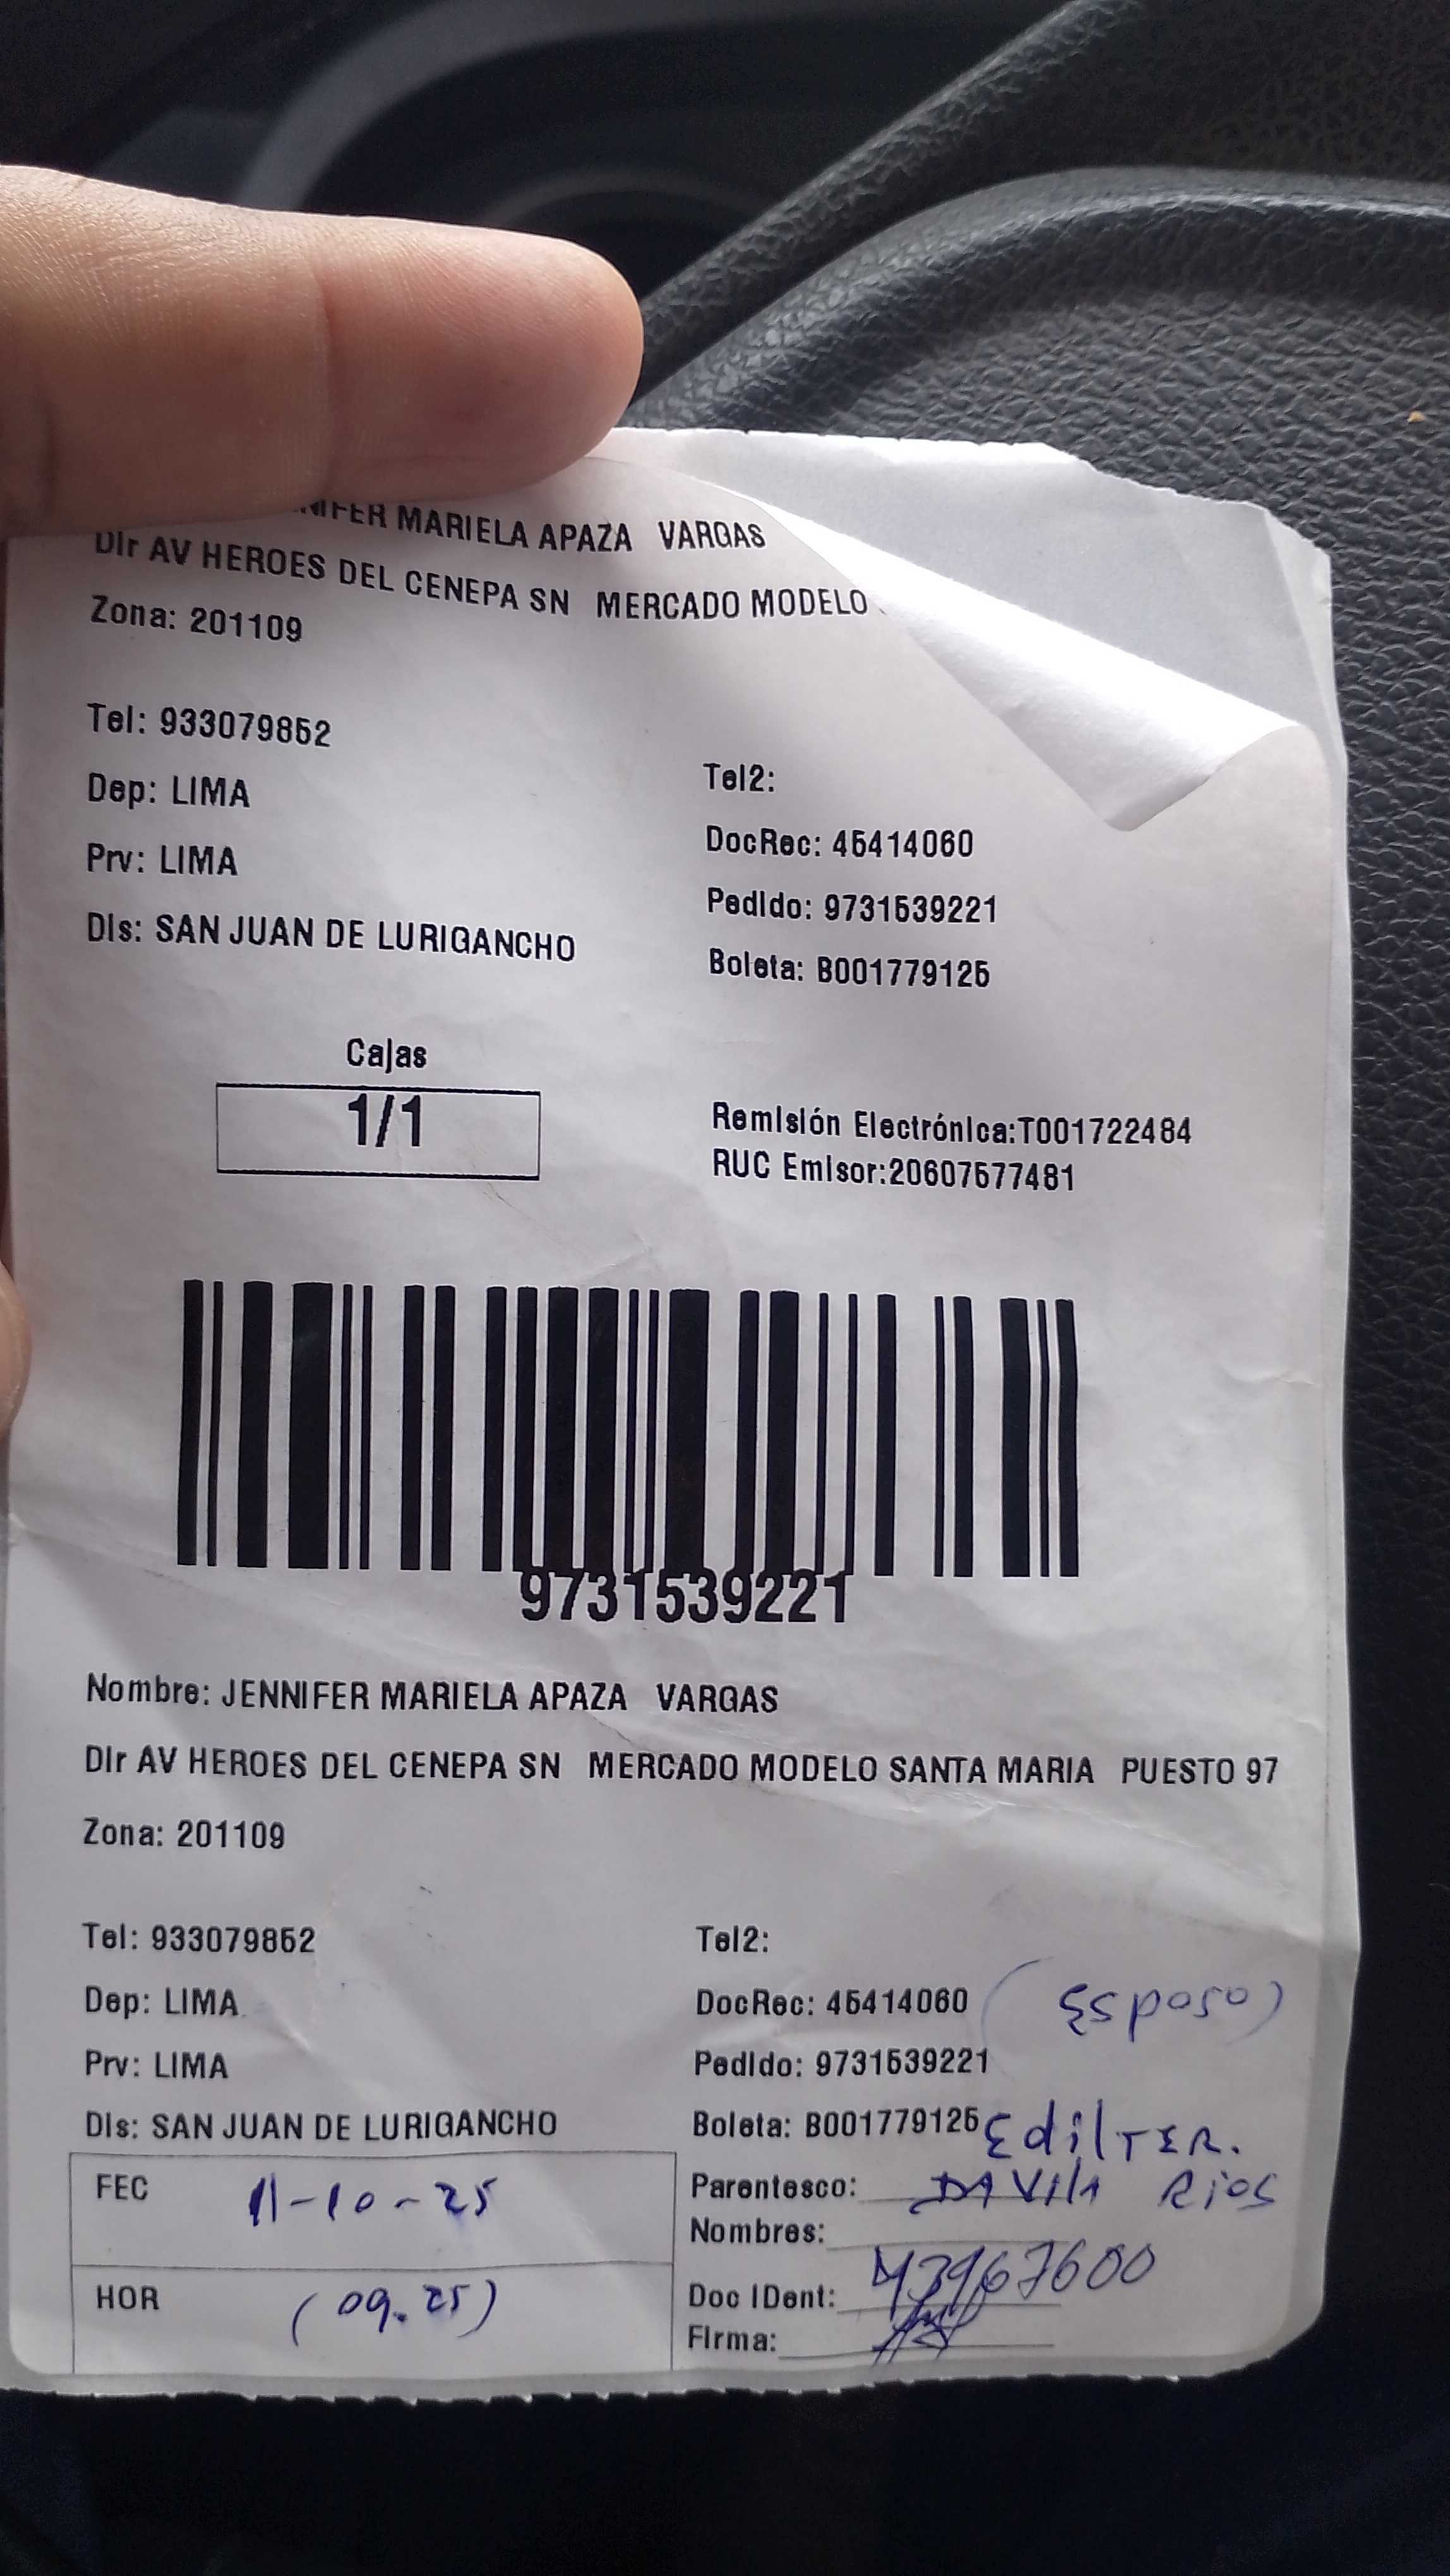 NIFER MARIELA APAZA VARGAS
Dir AV HEROES DEL CENEPA SN MERCADO MODELO
Zona: 201109
Tel: 933079852
Tel2:
Dep: LIMA
DocRec: 45414060
Prv: LIMA
Pedido: 9731539221
Dis: SAN JUAN DE LURIGANCHO
Boleta: B001779125
Cajas
1/1
Remisión Electrónica:T001722484
RUC Emisor:20607577481
9731539221
Nombre: JENNIFER MARIELA APAZA VARGAS
Dir AV HEROES DEL CENEPA SN MERCADO MODELO SANTA MARIA PUESTO 97
Zona: 201109
Tel: 933079852
Tel2:
Dep: LIMA
DocRec: 45414060 (Esposo)
Prv: LIMA
Pedido: 9731539221
Dis: SAN JUAN DE LURIGANCHO
Boleta: B001779125 EdilTER.
FEC 11-10-25
Parentesco: DAVila Rios
Nombres:
HOR (09.25)
Doc IDent: 43967600
Firma: